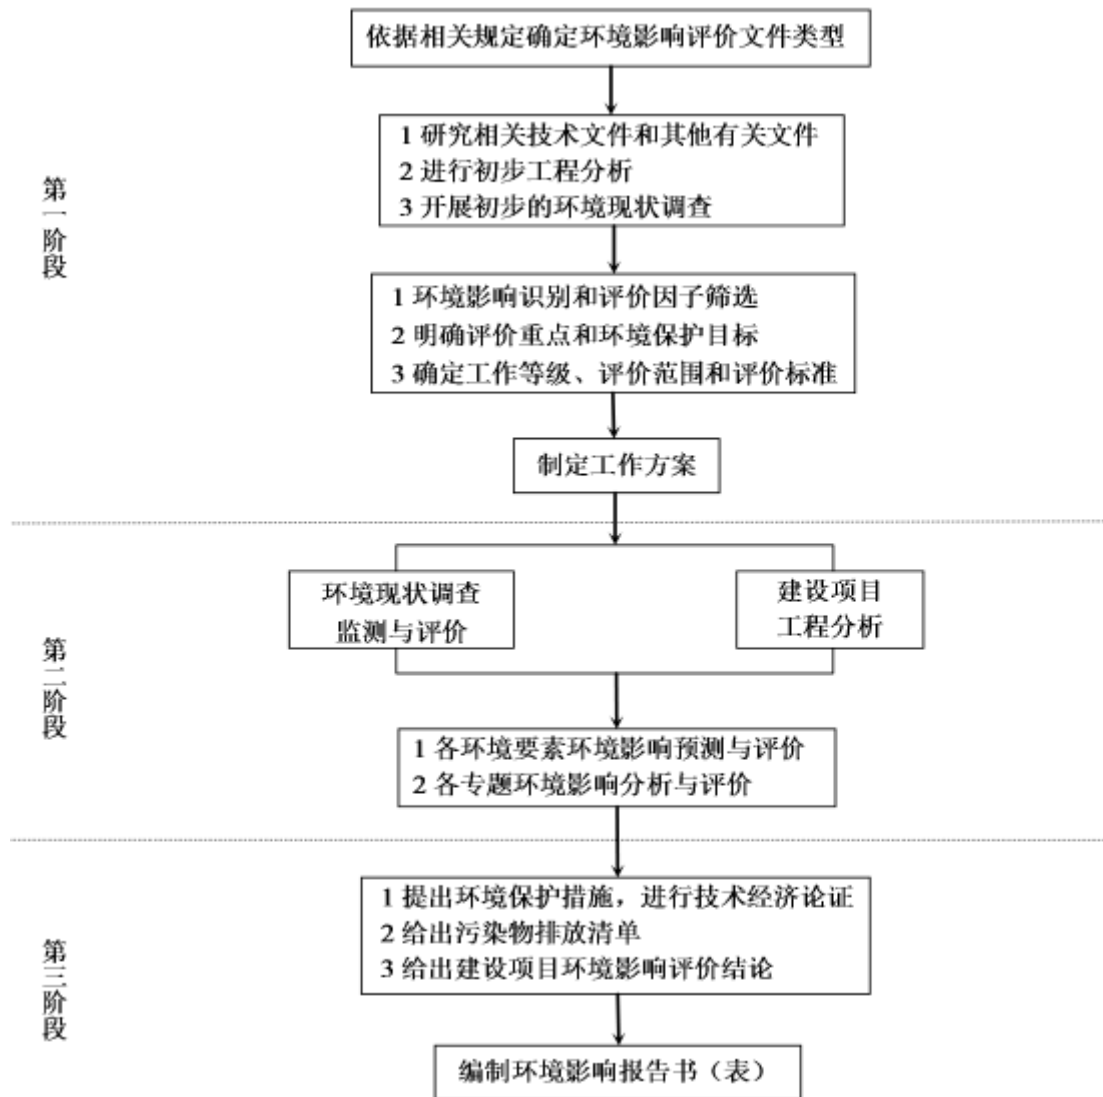 依据相关规定确定环境影响评价文件类型
1 研究相关技术文件和其他有关文件
2 进行初步工程分析
3 开展初步的环境现状调查
第一阶段
1 环境影响识别和评价因子筛选
2 明确评价重点和环境保护目标
3 确定工作等级、评价范围和评价标准
制定工作方案
环境现状调查
监测与评价
建设项目
工程分析
第二阶段
1 各环境要素环境影响预测与评价
2 各专题环境影响分析与评价
1 提出环境保护措施，进行技术经济论证
2 给出污染物排放清单
3 给出建设项目环境影响评价结论
第三阶段
编制环境影响报告书（表）